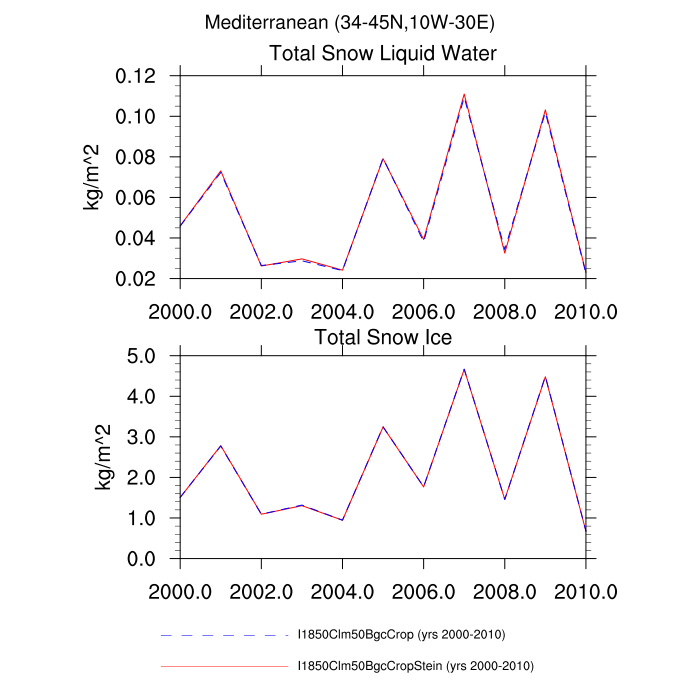 Mediterranean (34-45N,10W-30E)
Total Snow Liquid Water
0.12
0.10
0.08
0.06
0.04
0.02
kg/m^2
2000.0 2002.0 2004.0 2006.0 2008.0 2010.0
Total Snow Ice
5.0
4.0
3.0
2.0
1.0
0.0
kg/m^2
2000.0 2002.0 2004.0 2006.0 2008.0 2010.0
I1850Clm50BgcCrop (yrs 2000-2010)
I1850Clm50BgcCropStein (yrs 2000-2010)